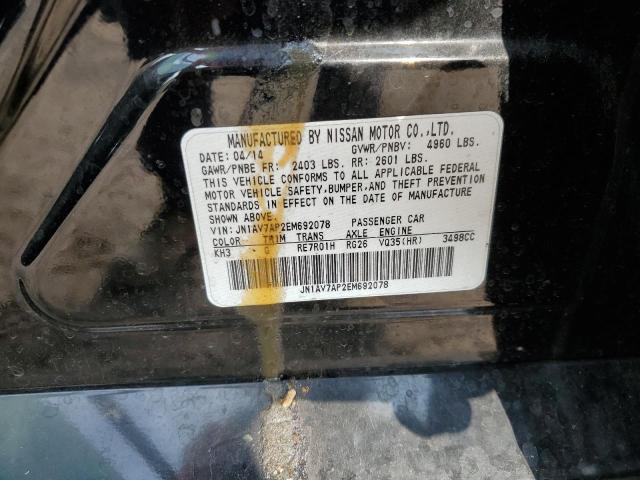 MANUFACTURED BY NISSAN MOTOR CO.,LTD.
DATE: 04/14 GVWR/PNBV: 4960 LBS.
GAWR/PNBE FR: 2403 LBS. RR: 2601 LBS.
THIS VEHICLE CONFORMS TO ALL APPLICABLE FEDERAL
MOTOR VEHICLE SAFETY,BUMPER,AND THEFT PREVENTION
STANDARDS IN EFFECT ON THE DATE OF MANUFACTURE
SHOWN ABOVE.
VIN: JN1AV7AP2EM692078 PASSENGER CAR
COLOR TRIM TRANS AXLE ENGINE
KH3 G RE7R01H RG26 VQ35(HR) 3498CC
JN1AV7AP2EM692078